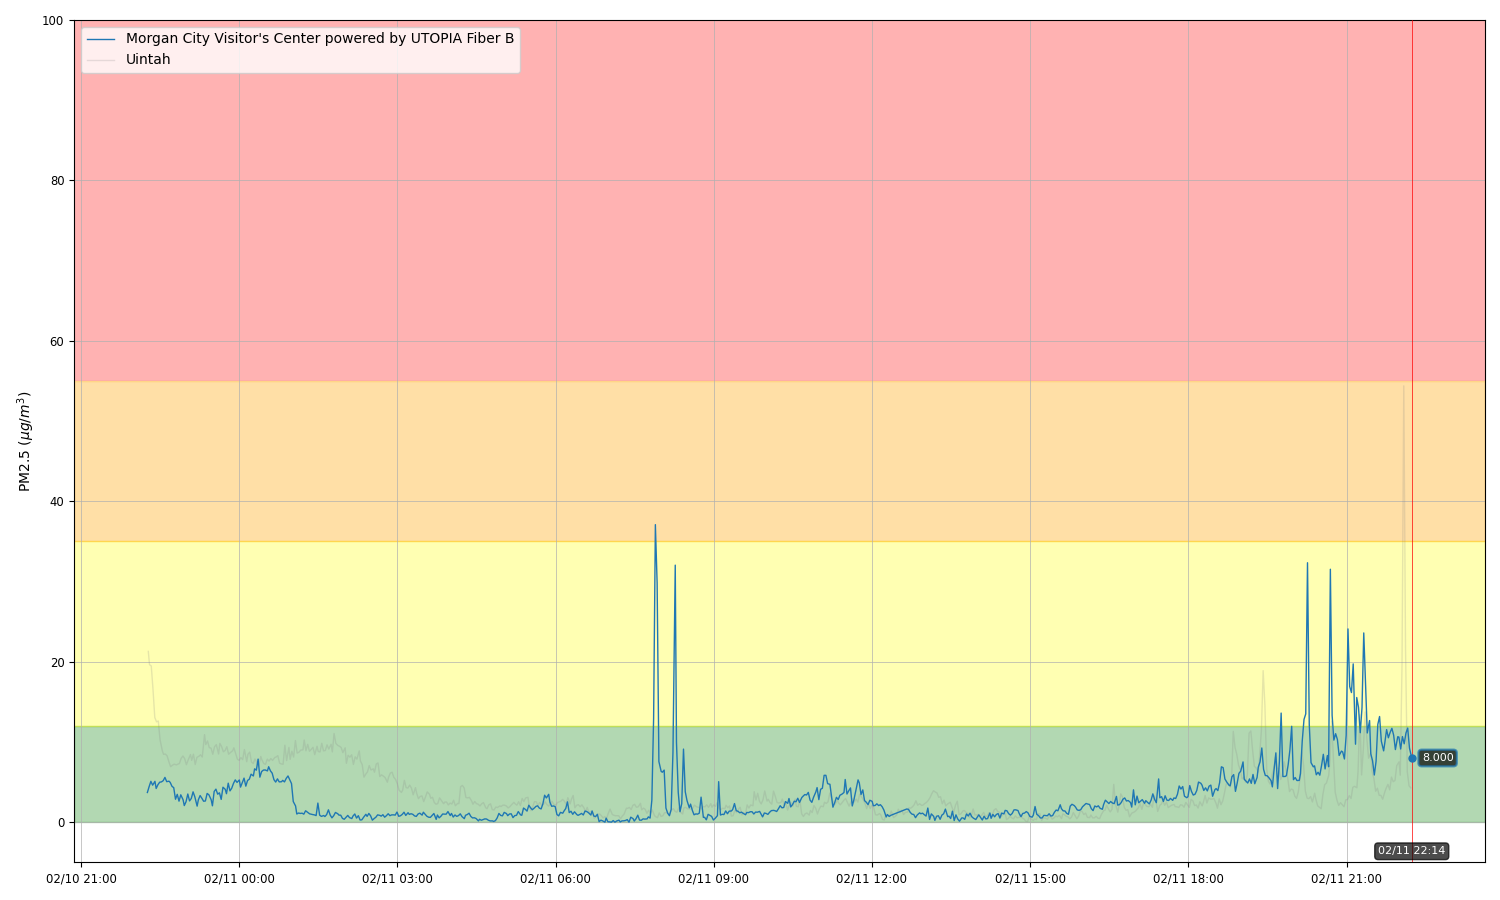 100
Morgan City Visitor's Center powered by UTOPIA Fiber B
Uintah
80
60
PM2.5 (μg/m³)
40
20
8.000
0
02/11 22:14
02/10 21:00 02/11 00:00 02/11 03:00 02/11 06:00 02/11 09:00 02/11 12:00 02/11 15:00 02/11 18:00 02/11 21:00